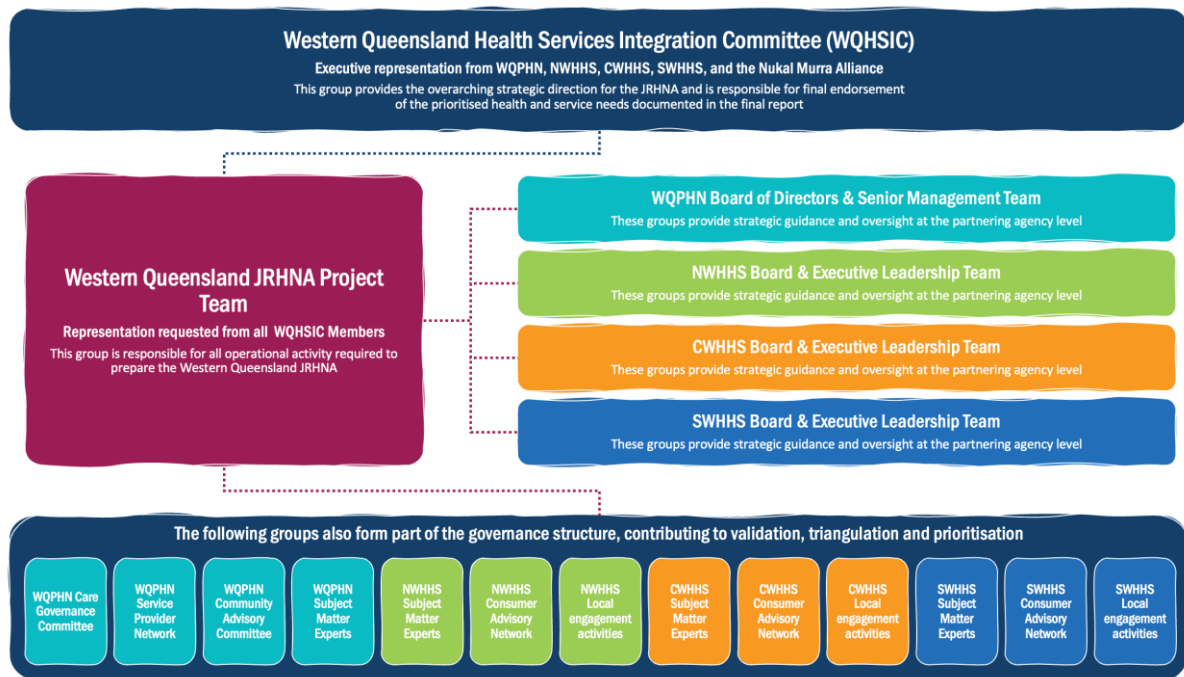 Western Queensland Health Services Integration Committee (WQHSIC)
Executive representation from WQPHN, NWHHS, CWHHS, SWHHS, and the Nukal Murra Alliance
This group provides the overarching strategic direction for the JRHNA and is responsible for final endorsement
of the prioritised health and service needs documented in the final report
Western Queensland JRHNA Project
Team
Representation requested from all WQHSIC Members
This group is responsible for all operational activity required to
prepare the Western Queensland JRHNA
WQPHN Board of Directors & Senior Management Team
These groups provide strategic guidance and oversight at the partnering agency level
NWHHS Board & Executive Leadership Team
These groups provide strategic guidance and oversight at the partnering agency level
CWHHS Board & Executive Leadership Team
These groups provide strategic guidance and oversight at the partnering agency level
SWHHS Board & Executive Leadership Team
These groups provide strategic guidance and oversight at the partnering agency level
The following groups also form part of the governance structure, contributing to validation, triangulation and prioritisation
WQPHN Care
Governance
Committee
WQPHN
Service
Provider
Network
WQPHN
Community
Advisory
Committee
WQPHN
Subject
Matter
Experts
NWHHS
Subject
Matter
Experts
NWHHS
Consumer
Advisory
Network
NWHHS
Local
engagement
activities
CWHHS
Subject
Matter
Experts
CWHHS
Consumer
Advisory
Network
CWHHS
Local
engagement
activities
SWHHS
Subject
Matter
Experts
SWHHS
Consumer
Advisory
Network
SWHHS
Local
engagement
activities